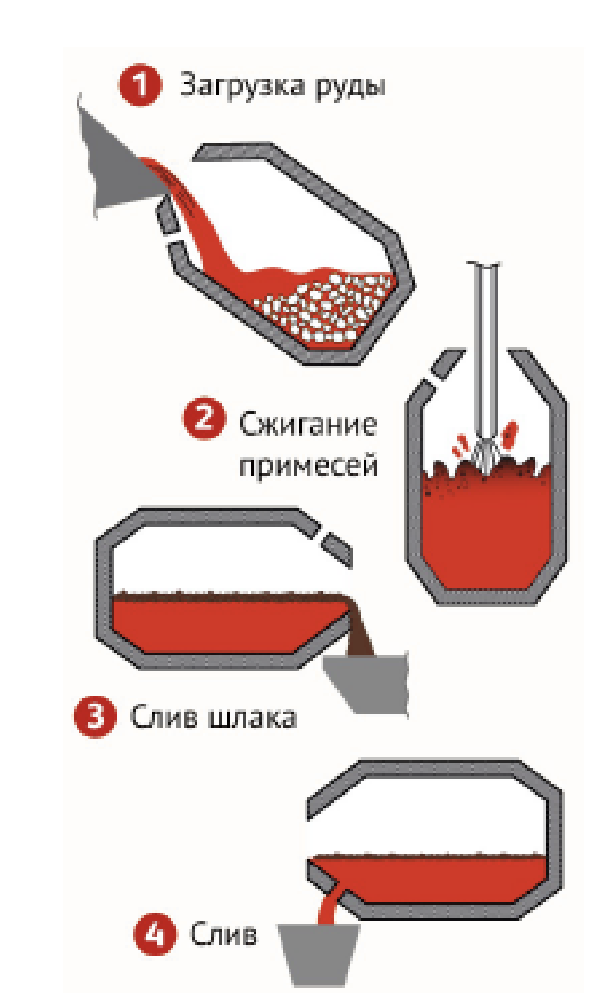 1 Загрузка руды
2 Сжигание
примесей
3 Слив шлака
4 Слив